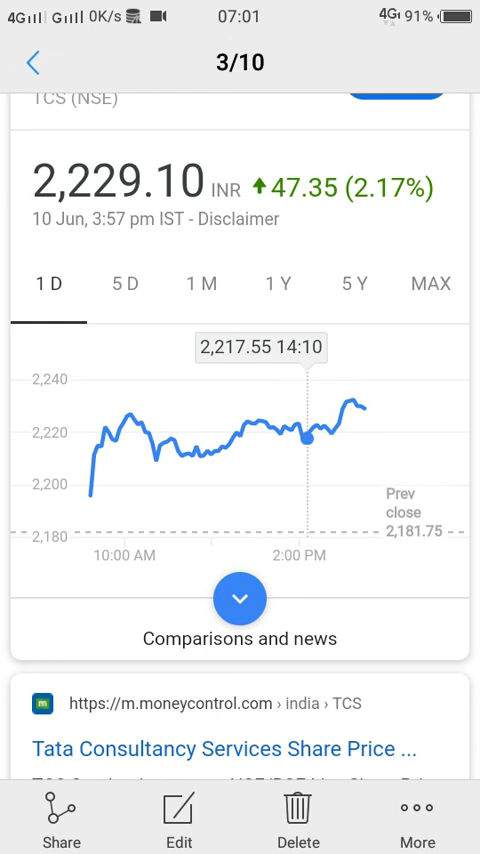 4G G 0K/s 07:01 4G 91%
3/10
TCS (NSE)
2,229.10 INR 47.35 (2.17%)
10 Jun, 3:57 pm IST - Disclaimer
1 D 5 D 1 M 1 Y 5 Y MAX
2,217.55 14:10
2,240
2,220
2,200
Prev
close
2,181.75
2,180
10:00 AM 2:00 PM
Comparisons and news
m https://m.moneycontrol.com › india › TCS
Tata Consultancy Services Share Price ...
Share Edit Delete More